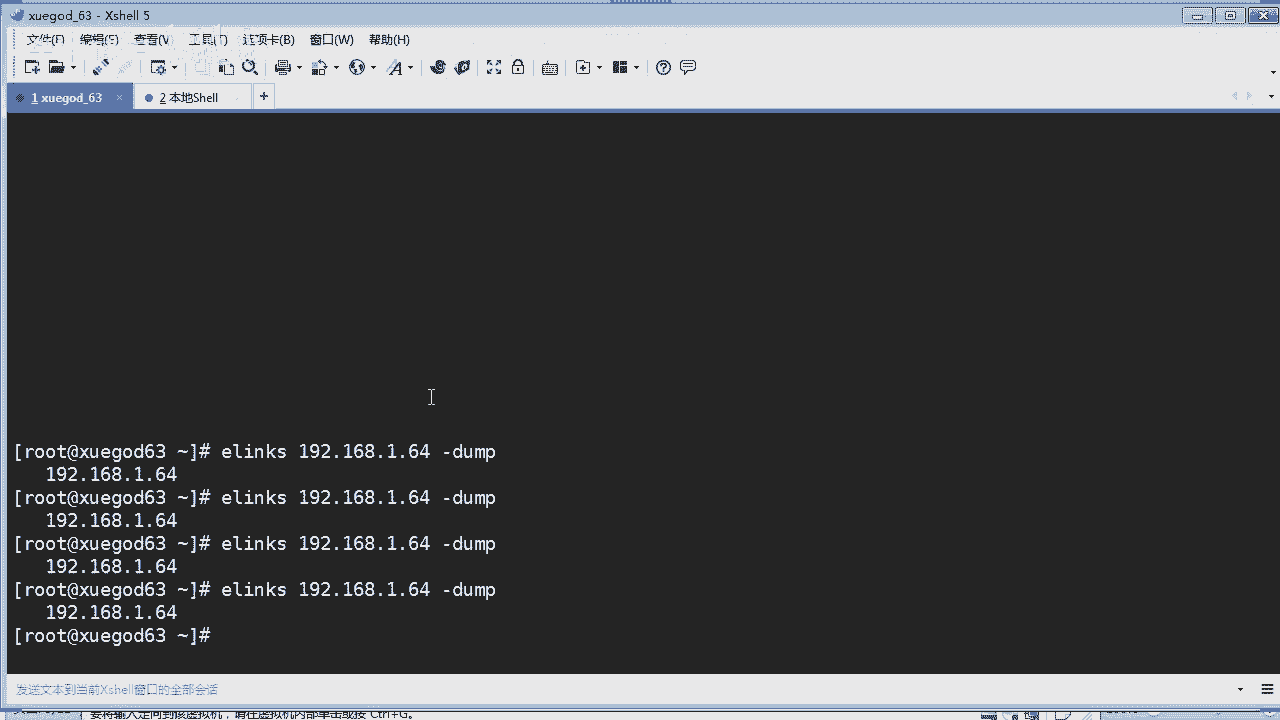 xuegod_63 - Xshell 5
文件(F) 编辑(E) 查看(V) 工具(T) 选项卡(B) 窗口(W) 帮助(H)
1 xuegod_63 × 2 本地Shell +
[root@xuegod63 ~]# elinks 192.168.1.64 -dump
192.168.1.64
[root@xuegod63 ~]# elinks 192.168.1.64 -dump
192.168.1.64
[root@xuegod63 ~]# elinks 192.168.1.64 -dump
192.168.1.64
[root@xuegod63 ~]# elinks 192.168.1.64 -dump
192.168.1.64
[root@xuegod63 ~]#
发送文本到当前Xshell窗口的全部会话
要将输入定向到该虚拟机，请在虚拟机内部单击或按 Ctrl+G。